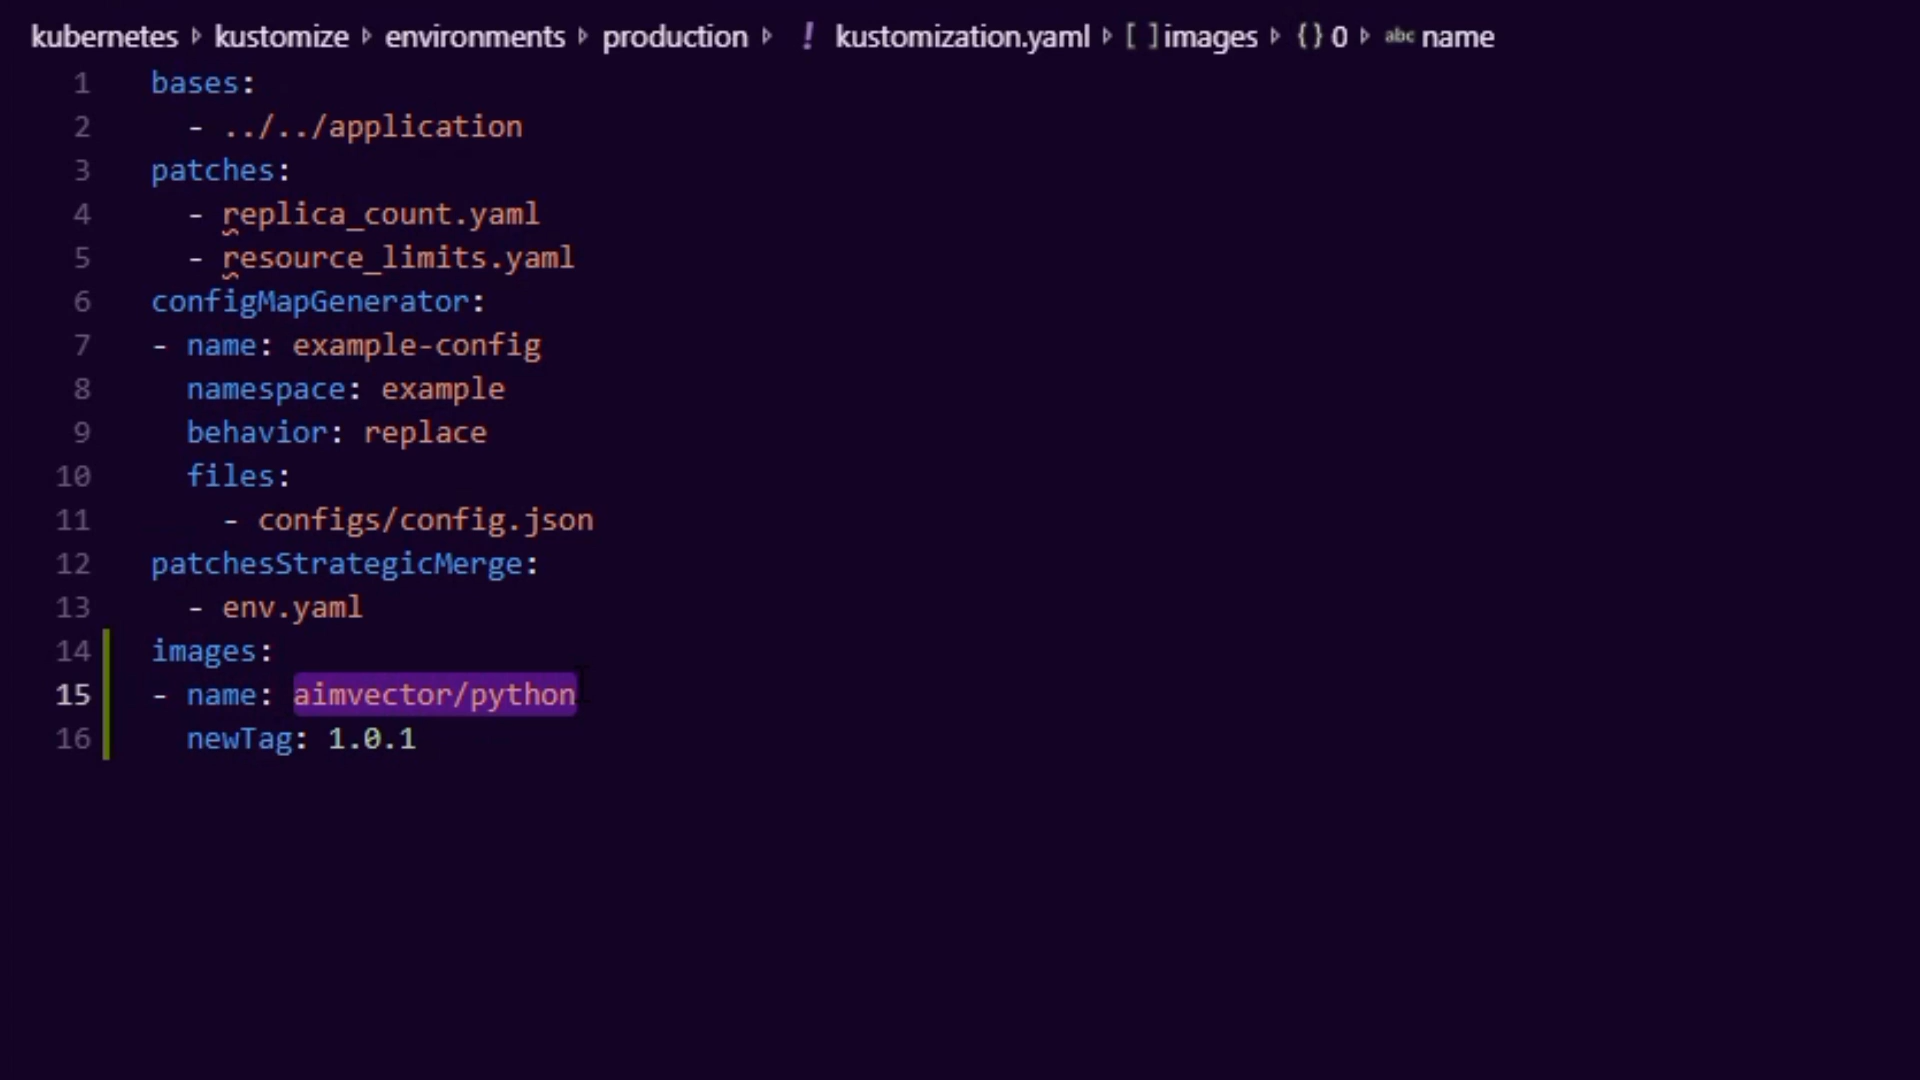 kubernetes kustomize environments production ! kustomization.yaml [ ] images {} 0 abc name
1 bases:
2 - ../../application
3 patches:
4 - replica_count.yaml
5 - resource_limits.yaml
6 configMapGenerator:
7 - name: example-config
8 namespace: example
9 behavior: replace
10 files:
11 - configs/config.json
12 patchesStrategicMerge:
13 - env.yaml
14 images:
15 - name: aimvector/python
16 newTag: 1.0.1